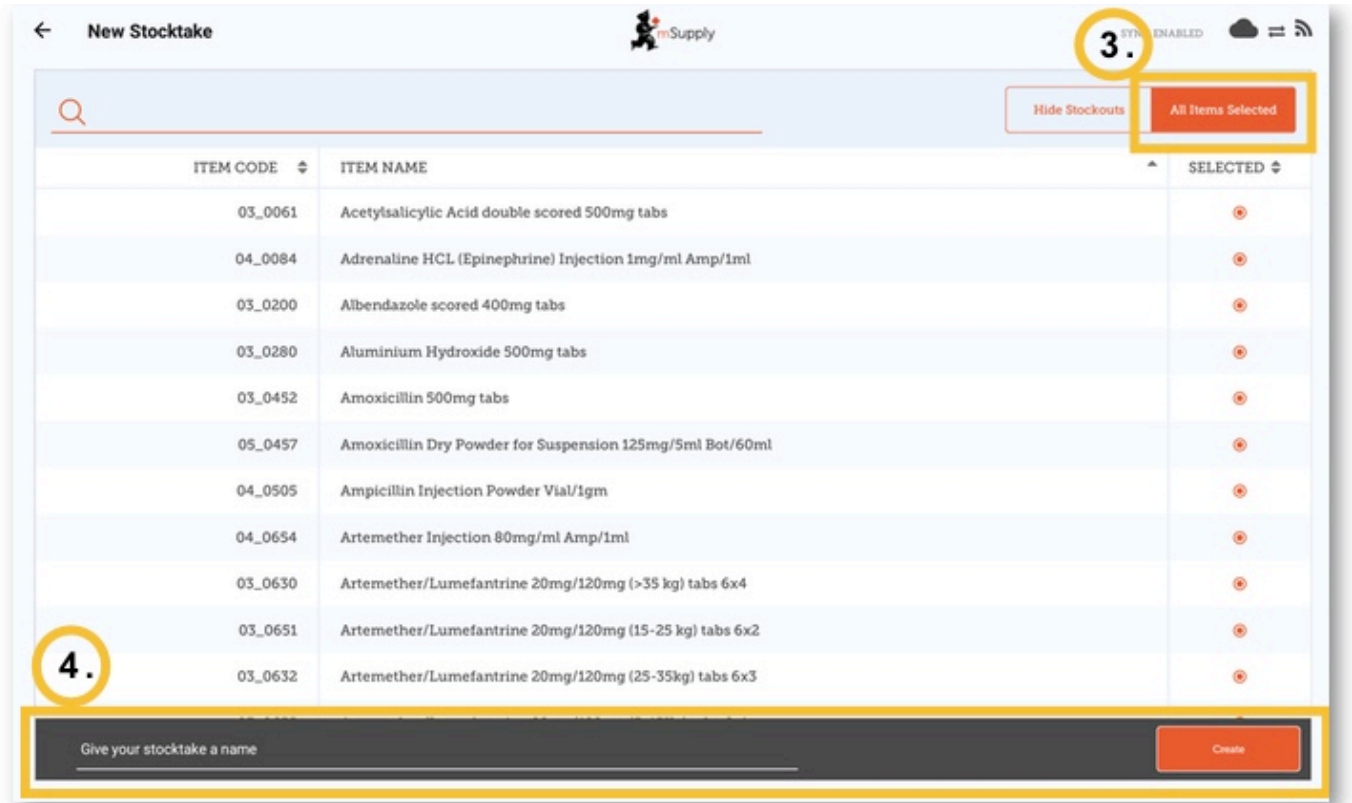 New Stocktake
mSupply
3.
ENABLED
Hide Stockouts
All Items Selected
ITEM CODE
ITEM NAME
SELECTED
03_0061 Acetylsalicylic Acid double scored 500mg tabs
04_0084 Adrenaline HCL (Epinephrine) Injection 1mg/ml Amp/1ml
03_0200 Albendazole scored 400mg tabs
03_0280 Aluminium Hydroxide 500mg tabs
03_0452 Amoxicillin 500mg tabs
05_0457 Amoxicillin Dry Powder for Suspension 125mg/5ml Bot/60ml
04_0505 Ampicillin Injection Powder Vial/1gm
04_0654 Artemether Injection 80mg/ml Amp/1ml
03_0630 Artemether/Lumefantrine 20mg/120mg (>35 kg) tabs 6x4
03_0651 Artemether/Lumefantrine 20mg/120mg (15-25 kg) tabs 6x2
4.
03_0632 Artemether/Lumefantrine 20mg/120mg (25-35kg) tabs 6x3
Give your stocktake a name
Create